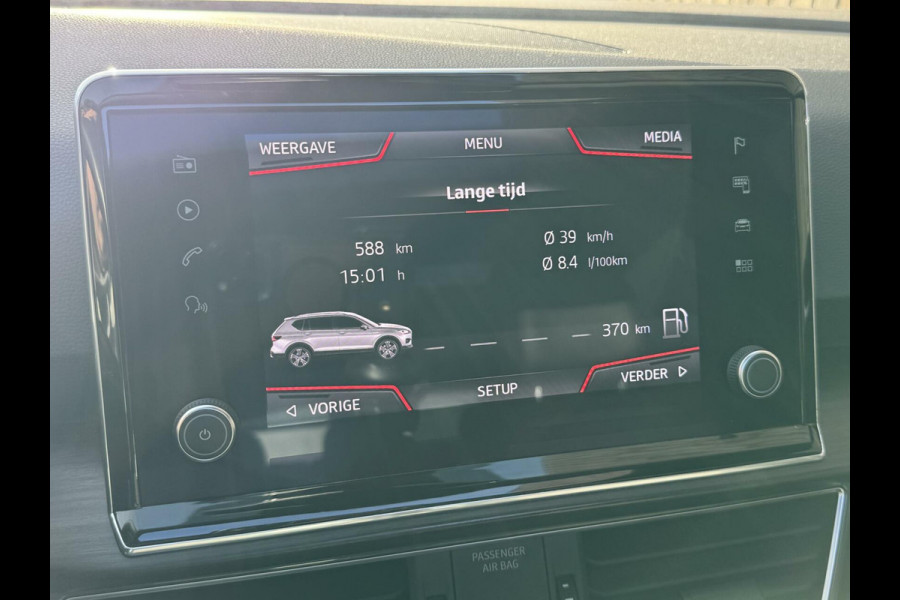 WEERGAVE MENU MEDIA
Lange tijd
588 km Ø 39 km/h
15:01 h Ø 8.4 l/100km
370 km
◁ VORIGE SETUP VERDER ▷
PASSENGER
AIR BAG